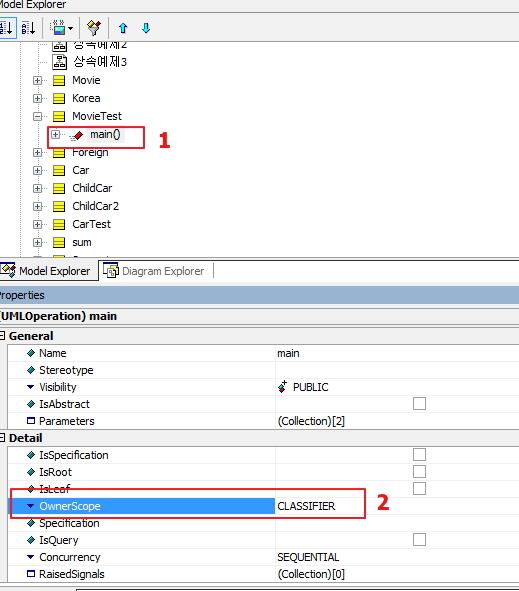 Model Explorer
상속예제2
상속예제3
Movie
Korea
MovieTest
main()
1
Foreign
Car
ChildCar
ChildCar2
CarTest
sum
Model Explorer Diagram Explorer
Properties
(UMLOperation) main
General
Name main
Stereotype
Visibility PUBLIC
IsAbstract
Parameters (Collection)[2]
Detail
IsSpecification
IsRoot
IsLeaf
OwnerScope CLASSIFIER 2
Specification
IsQuery
Concurrency SEQUENTIAL
RaisedSignals (Collection)[0]